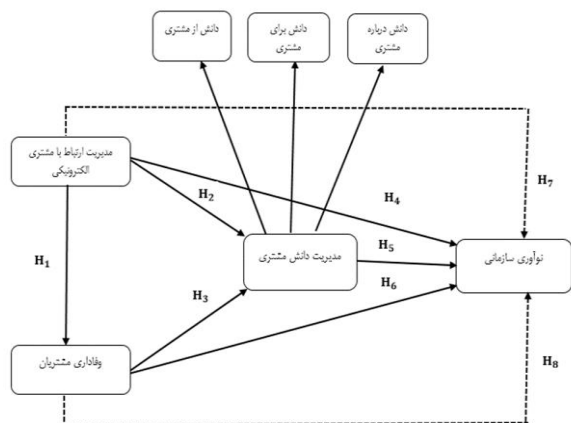 دانش درباره
مشتری
دانش برای
مشتری
دانش از مشتری
مدیریت ارتباط با مشتری
الکترونیکی
H7
H2
H4
H1
مدیریت دانش مشتری
H5
نوآوری سازمانی
H3
H6
وفاداری مشتریان
H8